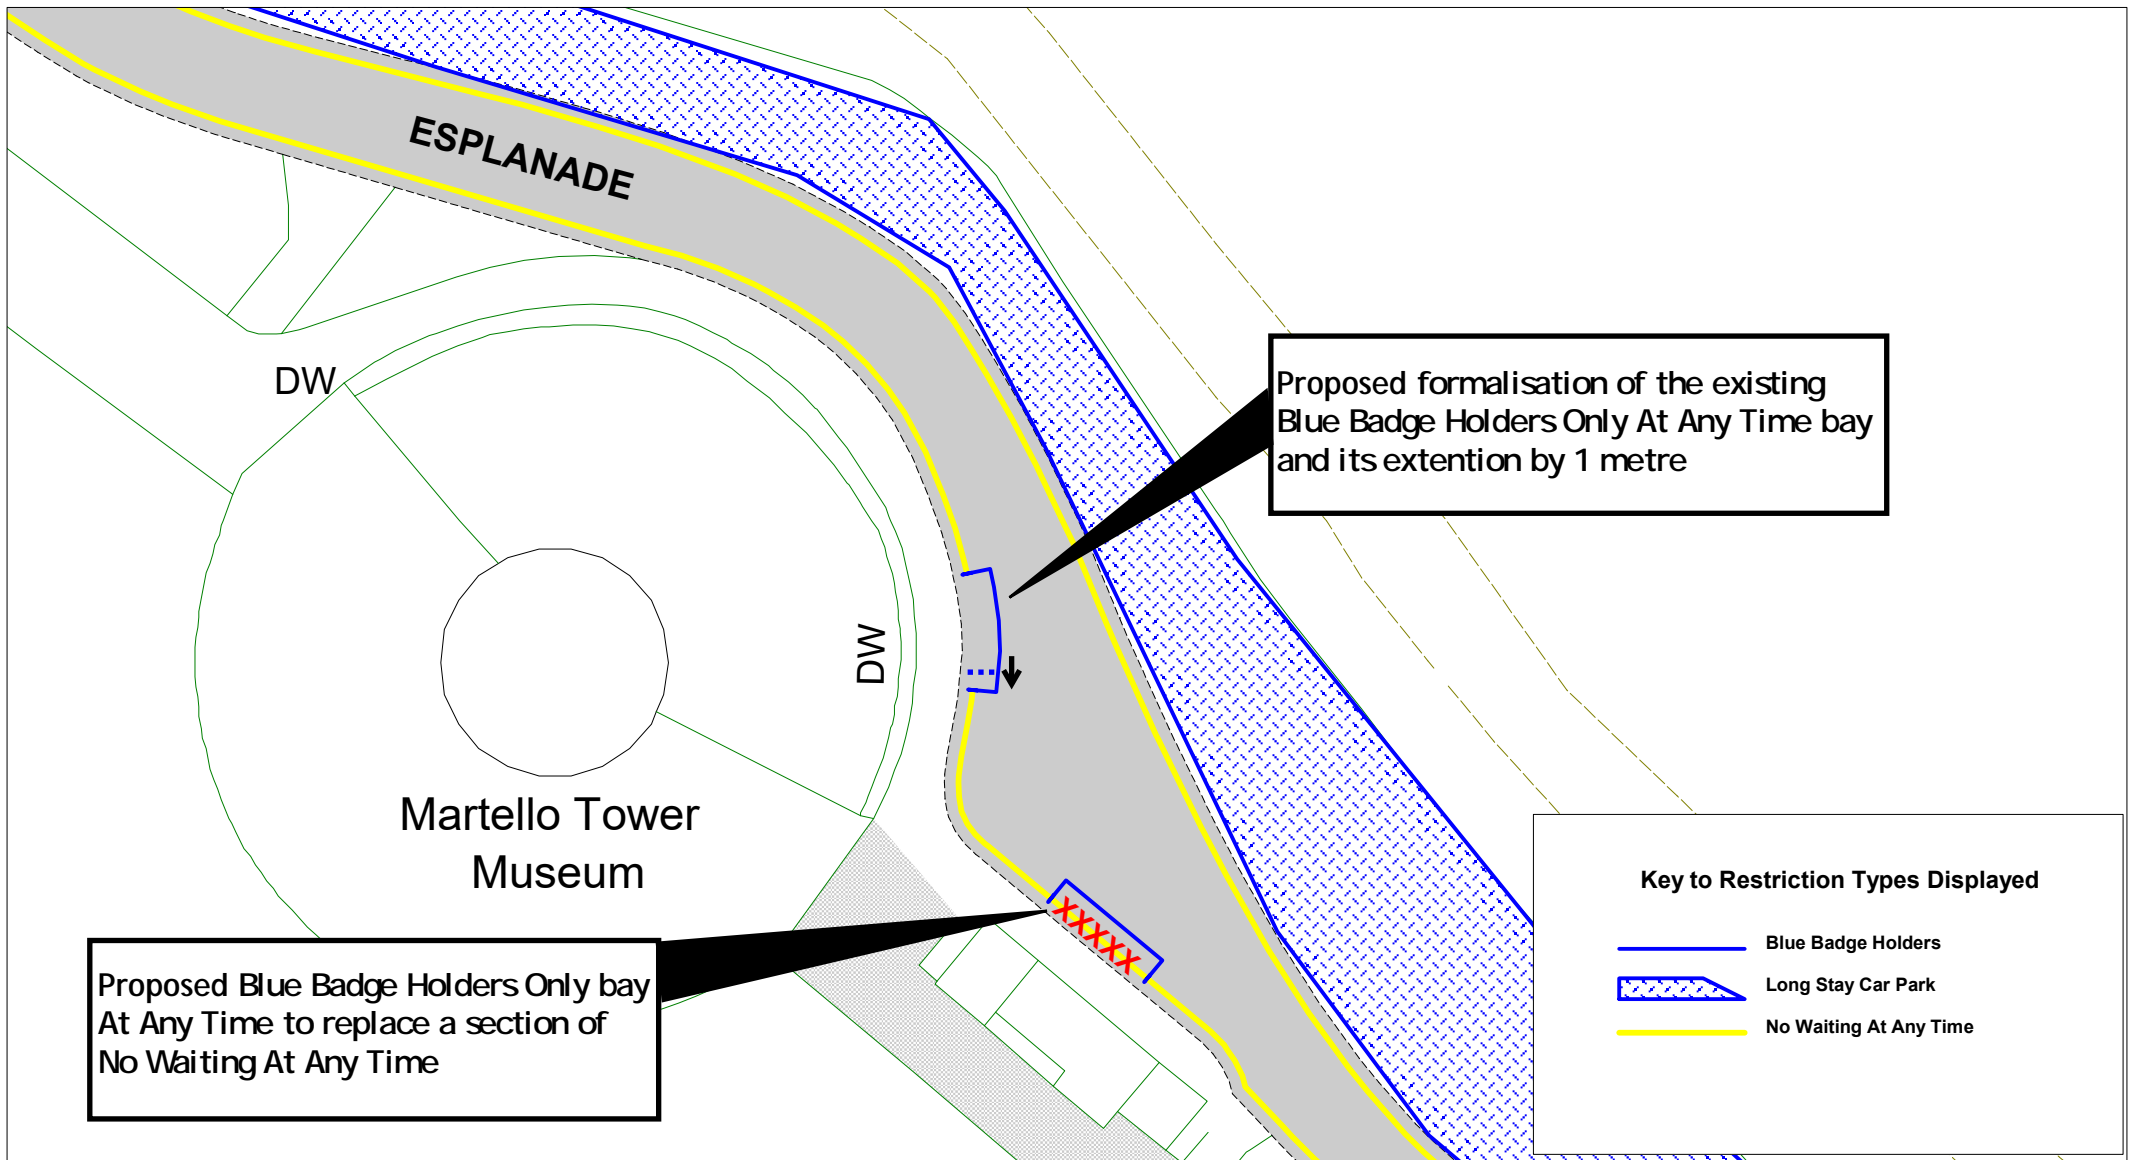 ESPLANADE
DW
Proposed formalisation of the existing
Blue Badge Holders Only At Any Time bay
and its extention by 1 metre
DW
Martello Tower
Museum
Key to Restriction Types Displayed
Blue Badge Holders
Long Stay Car Park
No Waiting At Any Time
XXXXX
Proposed Blue Badge Holders Only bay
At Any Time to replace a section of
No Waiting At Any Time